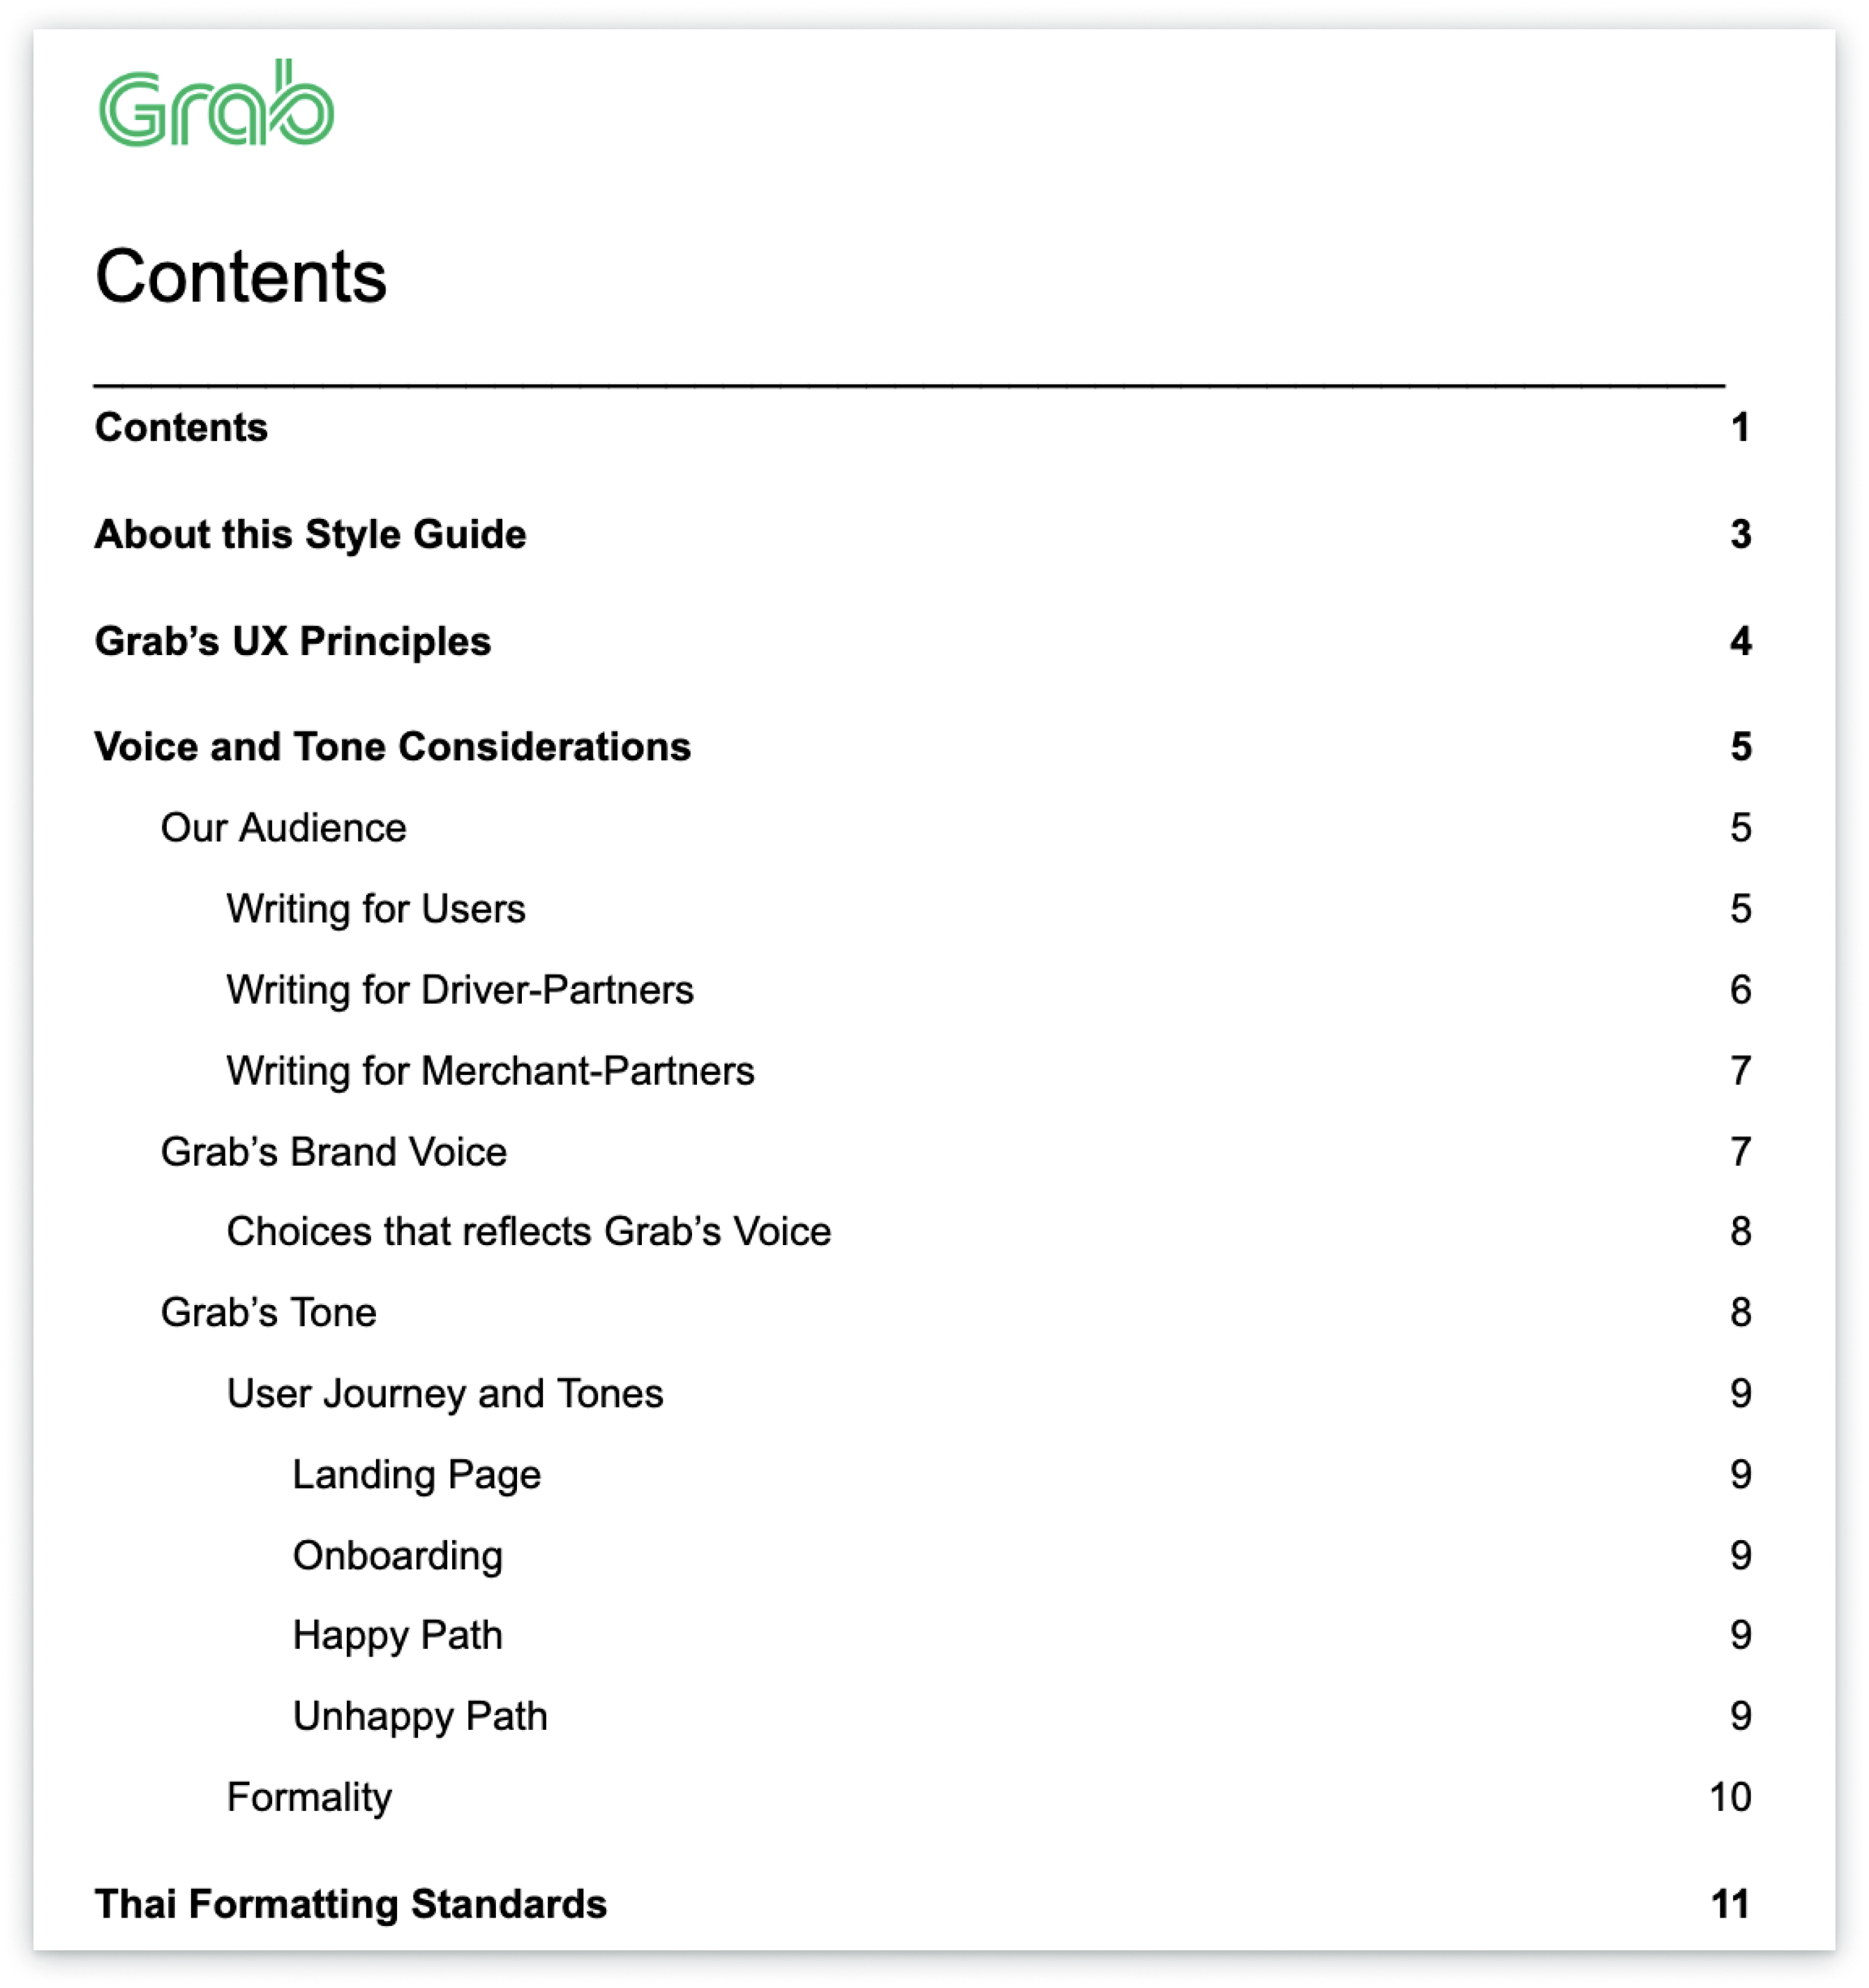 Grab
Contents
Contents 1
About this Style Guide 3
Grab’s UX Principles 4
Voice and Tone Considerations 5
Our Audience 5
Writing for Users 5
Writing for Driver-Partners 6
Writing for Merchant-Partners 7
Grab’s Brand Voice 7
Choices that reflects Grab’s Voice 8
Grab’s Tone 8
User Journey and Tones 9
Landing Page 9
Onboarding 9
Happy Path 9
Unhappy Path 9
Formality 10
Thai Formatting Standards 11